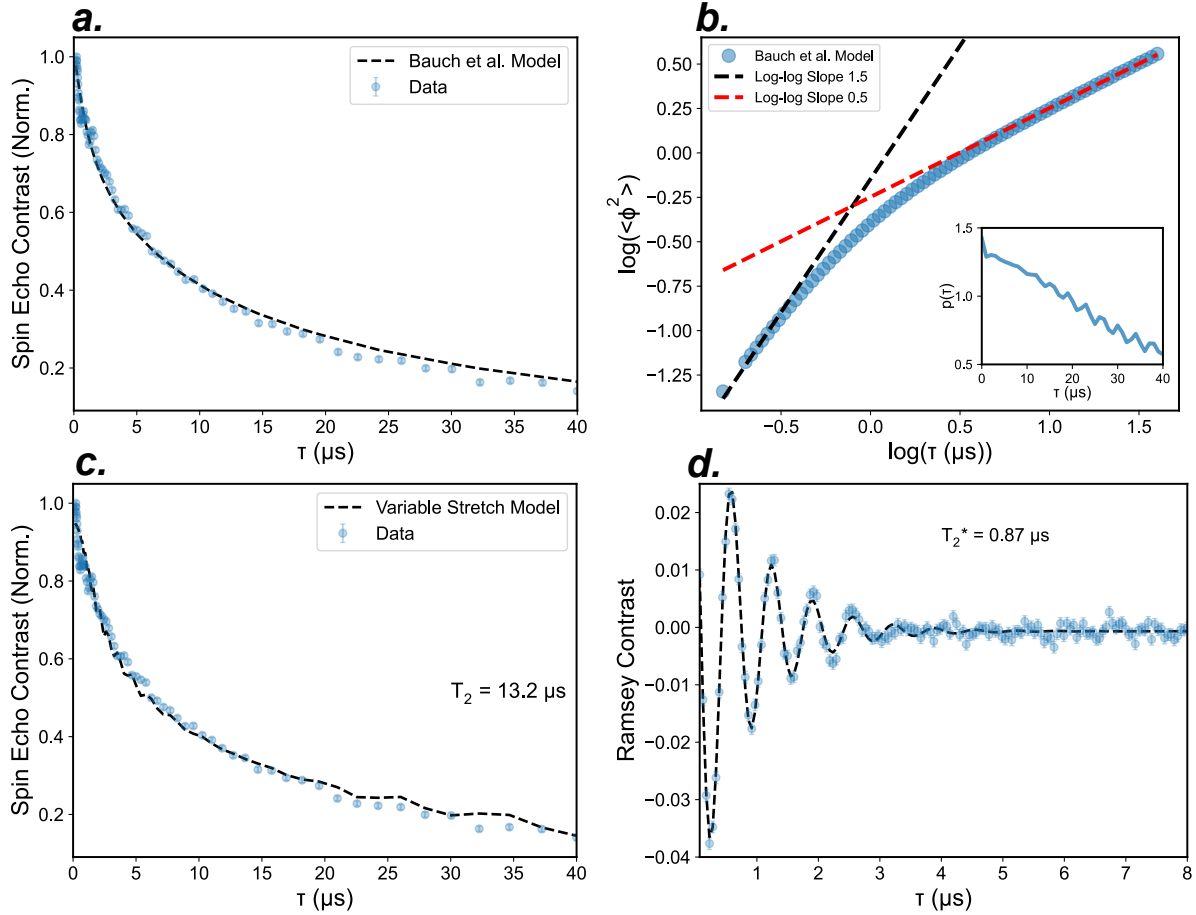 a.
Spin Echo Contrast (Norm.)
1.0
0.8
0.6
0.4
0.2
Bauch et al. Model
Data
0 5 10 15 20 25 30 35 40
τ (μs)
b.
log(<ϕ²>)
0.50
0.25
0.00
−0.25
−0.50
−0.75
−1.00
−1.25
Bauch et al. Model
Log-log Slope 1.5
Log-log Slope 0.5
p(τ)
1.5
1.0
0.5
0 10 20 30 40
τ (μs)
−0.5 0.0 0.5 1.0 1.5
log(τ (μs))
c.
Spin Echo Contrast (Norm.)
1.0
0.8
0.6
0.4
0.2
Variable Stretch Model
Data
T₂ = 13.2 μs
0 5 10 15 20 25 30 35 40
τ (μs)
d.
Ramsey Contrast
0.02
0.01
0.00
−0.01
−0.02
−0.03
−0.04
T₂* = 0.87 μs
1 2 3 4 5 6 7 8
τ (μs)